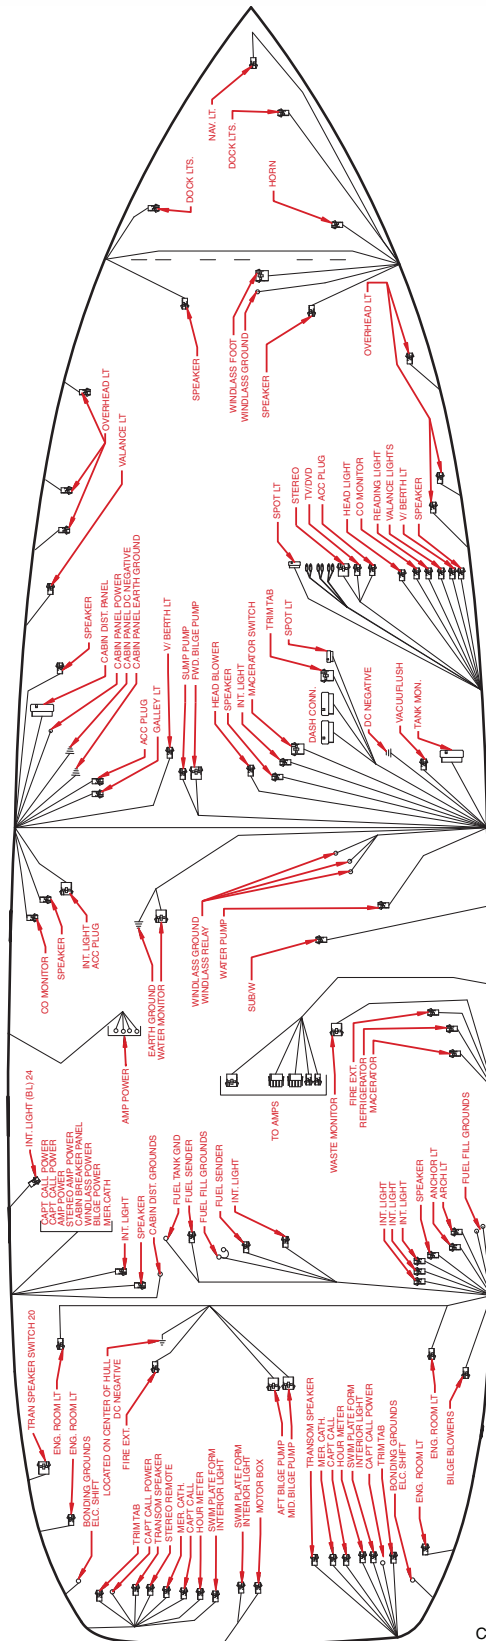 NAV. LT.
DOCK LTS.
DOCK LTS.
HORN
SPEAKER
WINDLASS FOOT
WINDLASS GROUND
SPEAKER
OVERHEAD LT
OVERHEAD LT
VALANCE LT
SPEAKER
CABIN DIST. PANEL
CABIN PANEL POWER
CABIN PANEL DC NEGATIVE
CABIN PANEL EARTH GROUND
ACC PLUG
GALLEY LT
V/ BERTH LT
SUMP PUMP
FWD. BILGE PUMP
HEAD BLOWER
SPEAKER
INT. LIGHT
MACERATOR SWITCH
TRIM TAB
SPOT LT
DASH CONN.
SPOT LT
STEREO
TV/DVD
ACC PLUG
HEAD LIGHT
CO MONITOR
READING LIGHT
VALANCE LIGHTS
V/ BERTH LT
SPEAKER
DC NEGATIVE
VACUUFLUSH
TANK MON.
CO MONITOR
SPEAKER
INT. LIGHT
ACC PLUG
EARTH GROUND
WATER MONITOR
WINDLASS GROUND
WINDLASS RELAY
WATER PUMP
SUB/W
AMP POWER
TO AMPS
WASTE MONITOR
FIRE EXT.
REFRIGERATOR
MACERATOR
INT. LIGHT (B/L) 24
CAPT CALL POWER
CAPT CALL POWER
AMP POWER
STEREO AMP POWER
CABIN BREAKER PANEL
WINDLASS POWER
BILGE POWER
MER.CATH
INT. LIGHT
SPEAKER
CABIN DIST. GROUNDS
FUEL TANK GND
FUEL SENDER
FUEL FILL GROUNDS
FUEL SENDER
INT. LIGHT
INT. LIGHT
INT. LIGHT
INT. LIGHT
SPEAKER
ANCHOR LT
ARCH LT
FUEL FILL GROUNDS
TRAN SPEAKER SWITCH 20
ENG. ROOM LT
ENG. ROOM LT
BONDING GROUNDS
ELC. SHIFT
LOCATED ON CENTER OF HULL
DC NEGATIVE
FIRE EXT.
TRIM TAB
CAPT CALL POWER
TRANSOM SPEAKER
STEREO REMOTE
MER. CATH.
CAPT CALL
HOUR METER
SWIM PLATE FORM
INTERIOR LIGHT
SWIM PLATE FORM
INTERIOR LIGHT
MOTOR BOX
AFT BILGE PUMP
MID. BILGE PUMP
TRANSOM SPEAKER
MER. CATH.
CAPT CALL
HOUR METER
SWIM PLATE FORM
INTERIOR LIGHT
CAPT CALL POWER
TRIM TAB
BONDING GROUNDS
ELC. SHIFT
ENG. ROOM LT
ENG. ROOM LT
BILGE BLOWERS
C